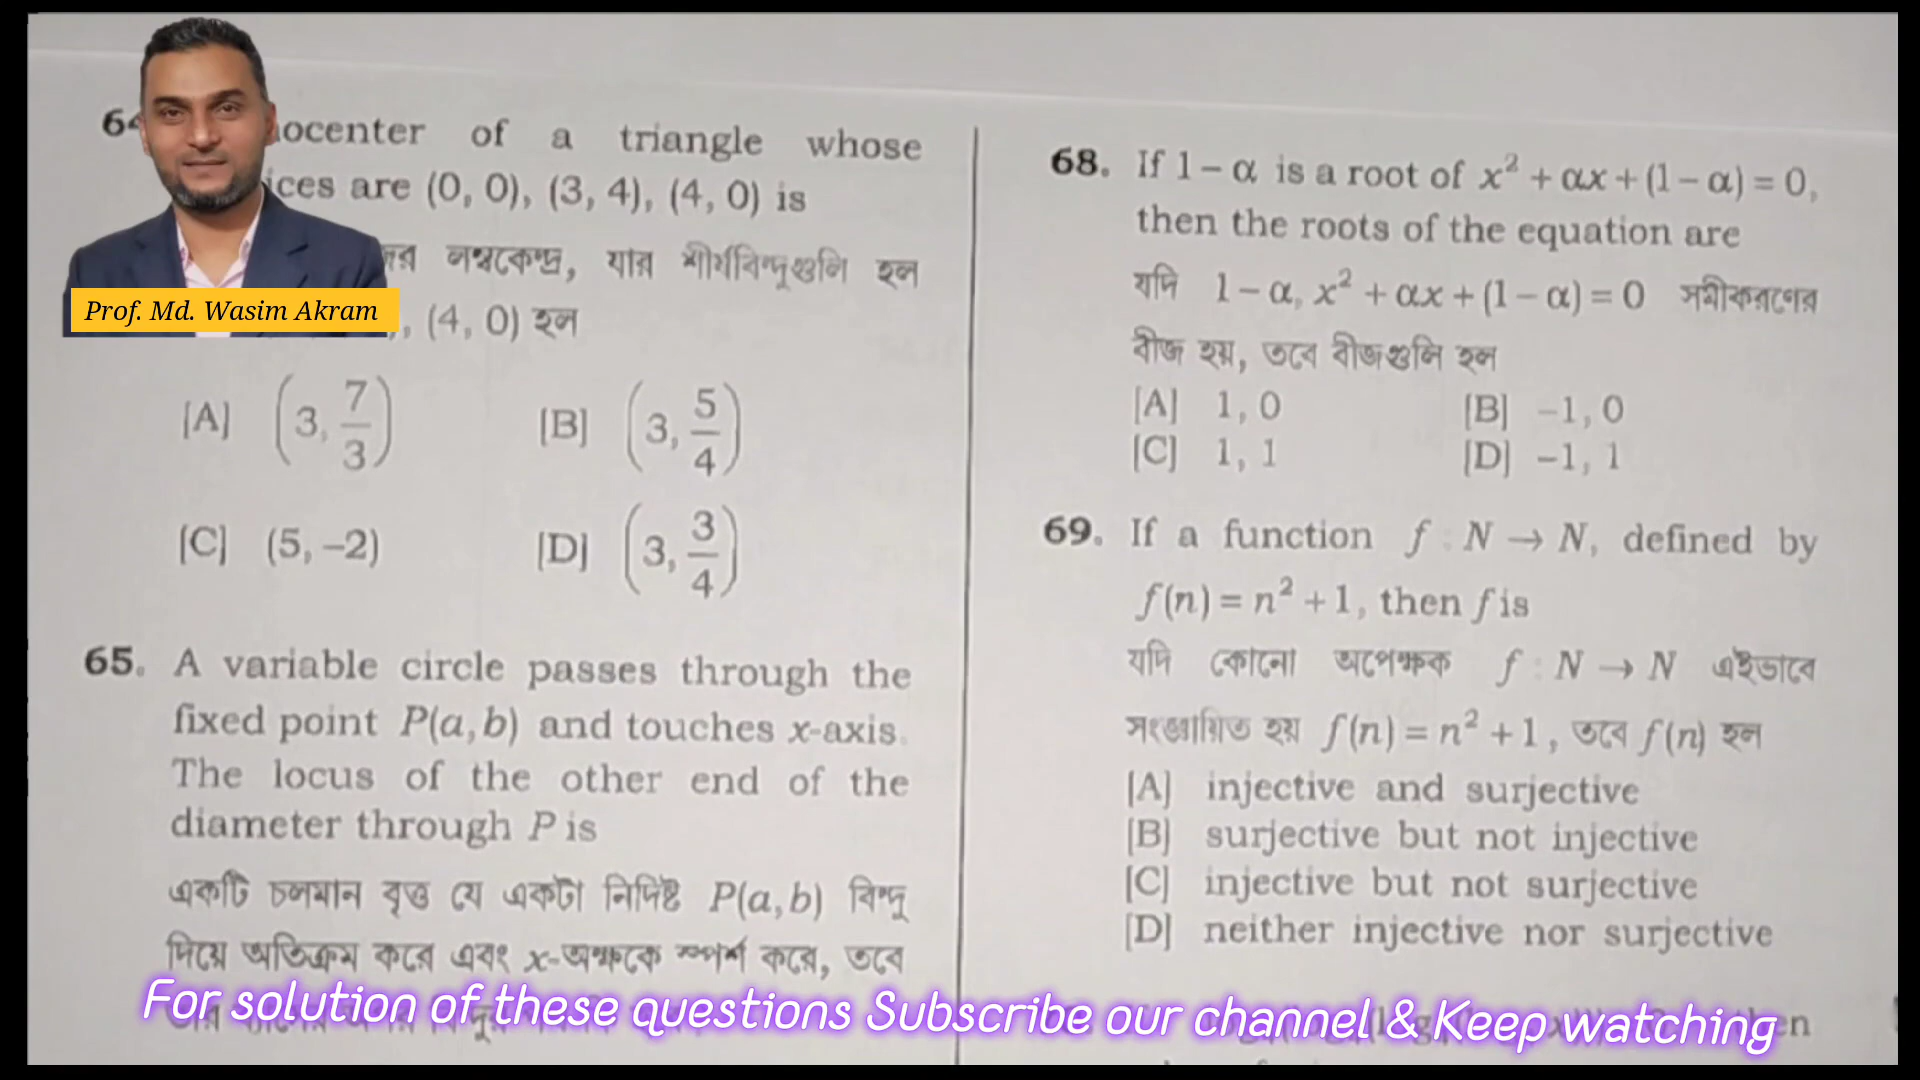 of a triangle whose
are (0, 0), (3, 4), (4, 0) is
লম্বকেন্দ্র, যার শীর্ষবিন্দুগুলি হল
(4, 0) হল
Prof. Md. Wasim Akram
[A] (3, 7/3) [B] (3, 5/4)
[C] (5, –2) [D] (3, 3/4)
65. A variable circle passes through the
fixed point P(a, b) and touches x-axis.
The locus of the other end of the
diameter through P is
একটি চলমান বৃত্ত যে একটা নির্দিষ্ট P(a, b) বিন্দু
দিয়ে অতিক্রম করে এবং x-অক্ষকে স্পর্শ করে, তবে
68. If 1 – α is a root of x² + αx + (1 – α) = 0,
then the roots of the equation are
যদি 1 – α, x² + αx + (1 – α) = 0 সমীকরণের
বীজ হয়, তবে বীজগুলি হল
[A] 1, 0 [B] –1, 0
[C] 1, 1 [D] –1, 1
69. If a function f : N → N, defined by
f(n) = n² + 1, then f is
যদি কোনো অপেক্ষক f : N → N এইভাবে
সংজ্ঞায়িত হয় f(n) = n² + 1, তবে f(n) হল
[A] injective and surjective
[B] surjective but not injective
[C] injective but not surjective
[D] neither injective nor surjective
For solution of these questions Subscribe our channel & Keep watching